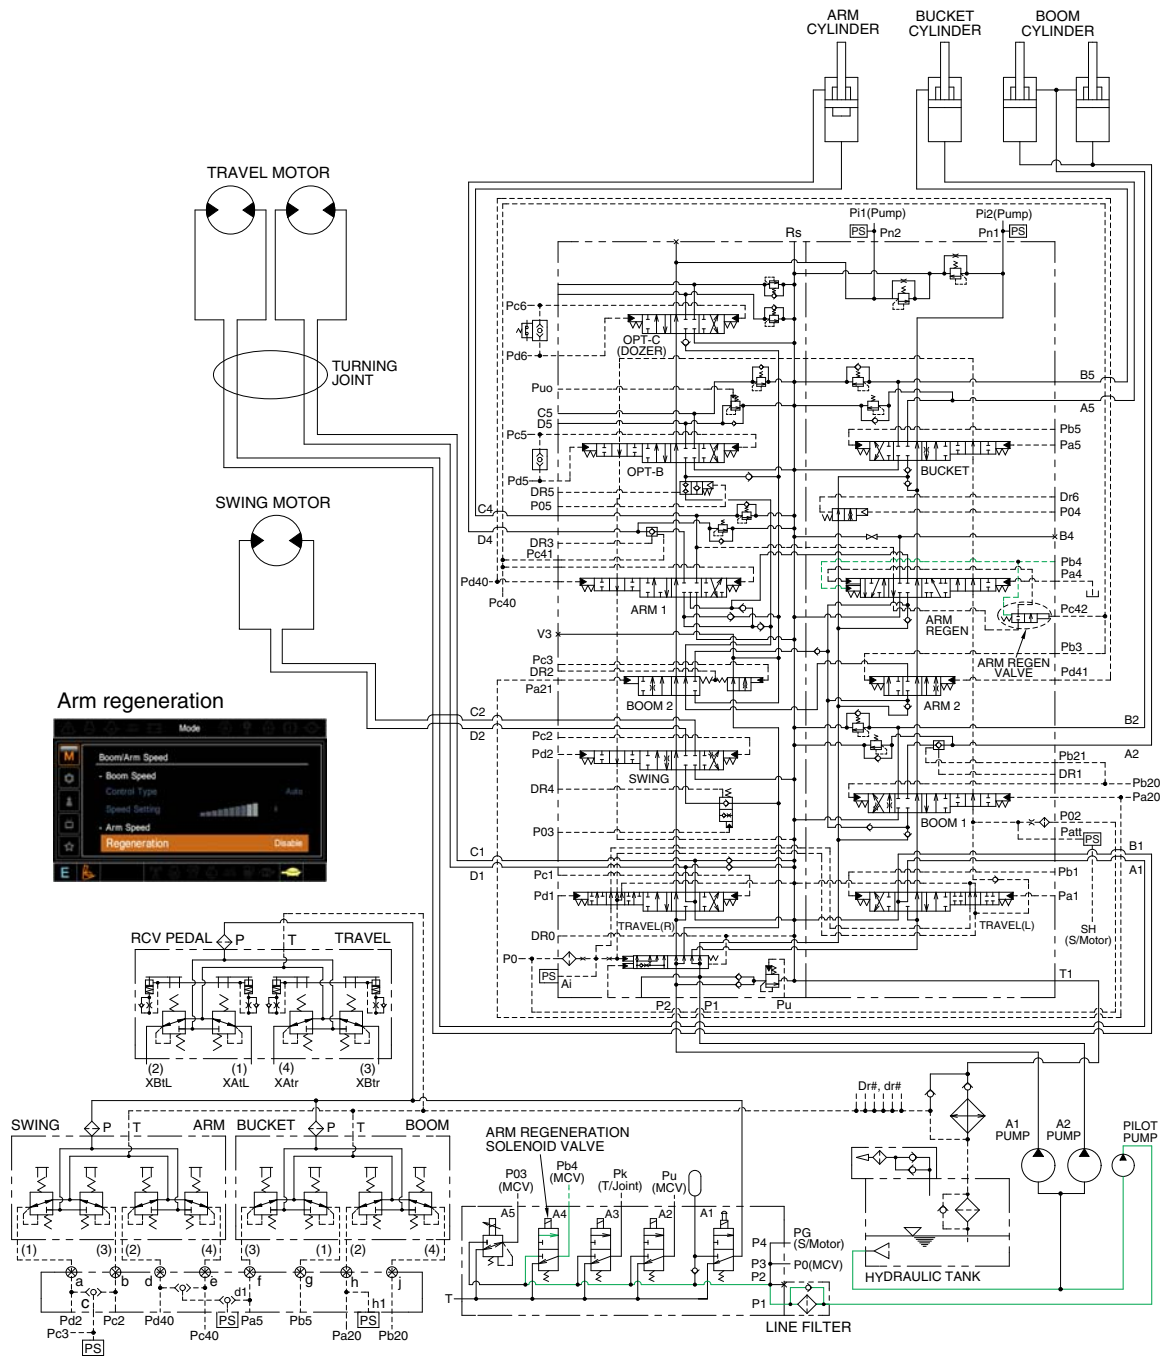 ARM
CYLINDER
BUCKET
CYLINDER
BOOM
CYLINDER
TRAVEL MOTOR
TURNING
JOINT
SWING MOTOR
Pi1(Pump)
Pi2(Pump)
Rs
PS
Pn2
Pn1
PS
Pc6
OPT-C
(DOZER)
Pd6
Puo
B5
C5
A5
D5
Pc5
Pb5
Pa5
OPT-B
BUCKET
Pd5
DR5
Dr6
P05
P04
C4
D4
B4
DR3
Pc41
Pb4
Pa4
Pd40
ARM 1
Pc40
ARM
REGEN
Pc42
V3
ARM REGEN
VALVE
Pb3
Pc3
DR2
Pd41
Pa21
BOOM 2
ARM 2
C2
B2
D2
A2
Pc2
Pb21
Pd2
DR1
SWING
Pb20
DR4
Pa20
BOOM 1
P02
P03
Patt
PS
C1
B1
D1
A1
Pc1
Pb1
Pd1
Pa1
TRAVEL(R)
TRAVEL(L)
DR0
SH
(S/Motor)
P0
PS
Ai
T1
P2
P1
Pu
Arm regeneration
Mode
M
Boom/Arm Speed
- Boom Speed
Control Type
Auto
Speed Setting
- Arm Speed
Regeneration
Disable
E
RCV PEDAL
P
T
TRAVEL
(2)
(1)
(4)
(3)
XBtL
XAtL
XAtr
XBtr
SWING
P
T
ARM
BUCKET
P
T
BOOM
(1)
(3)
(2)
(4)
(3)
(1)
(2)
(4)
a
b
d
e
f
g
h
j
c
d1
h1
Pd2
Pc2
Pd40
PS
Pa5
Pb5
PS
Pc3
Pc40
Pa20
Pb20
PS
ARM REGENERATION
SOLENOID VALVE
P03
(MCV)
Pb4
(MCV)
Pk
(T/Joint)
Pu
(MCV)
A5
A4
A3
A2
A1
P4
PG
(S/Motor)
P3
P0(MCV)
P2
T
P1
LINE FILTER
Dr#, dr#
A1
PUMP
A2
PUMP
PILOT
PUMP
HYDRAULIC TANK